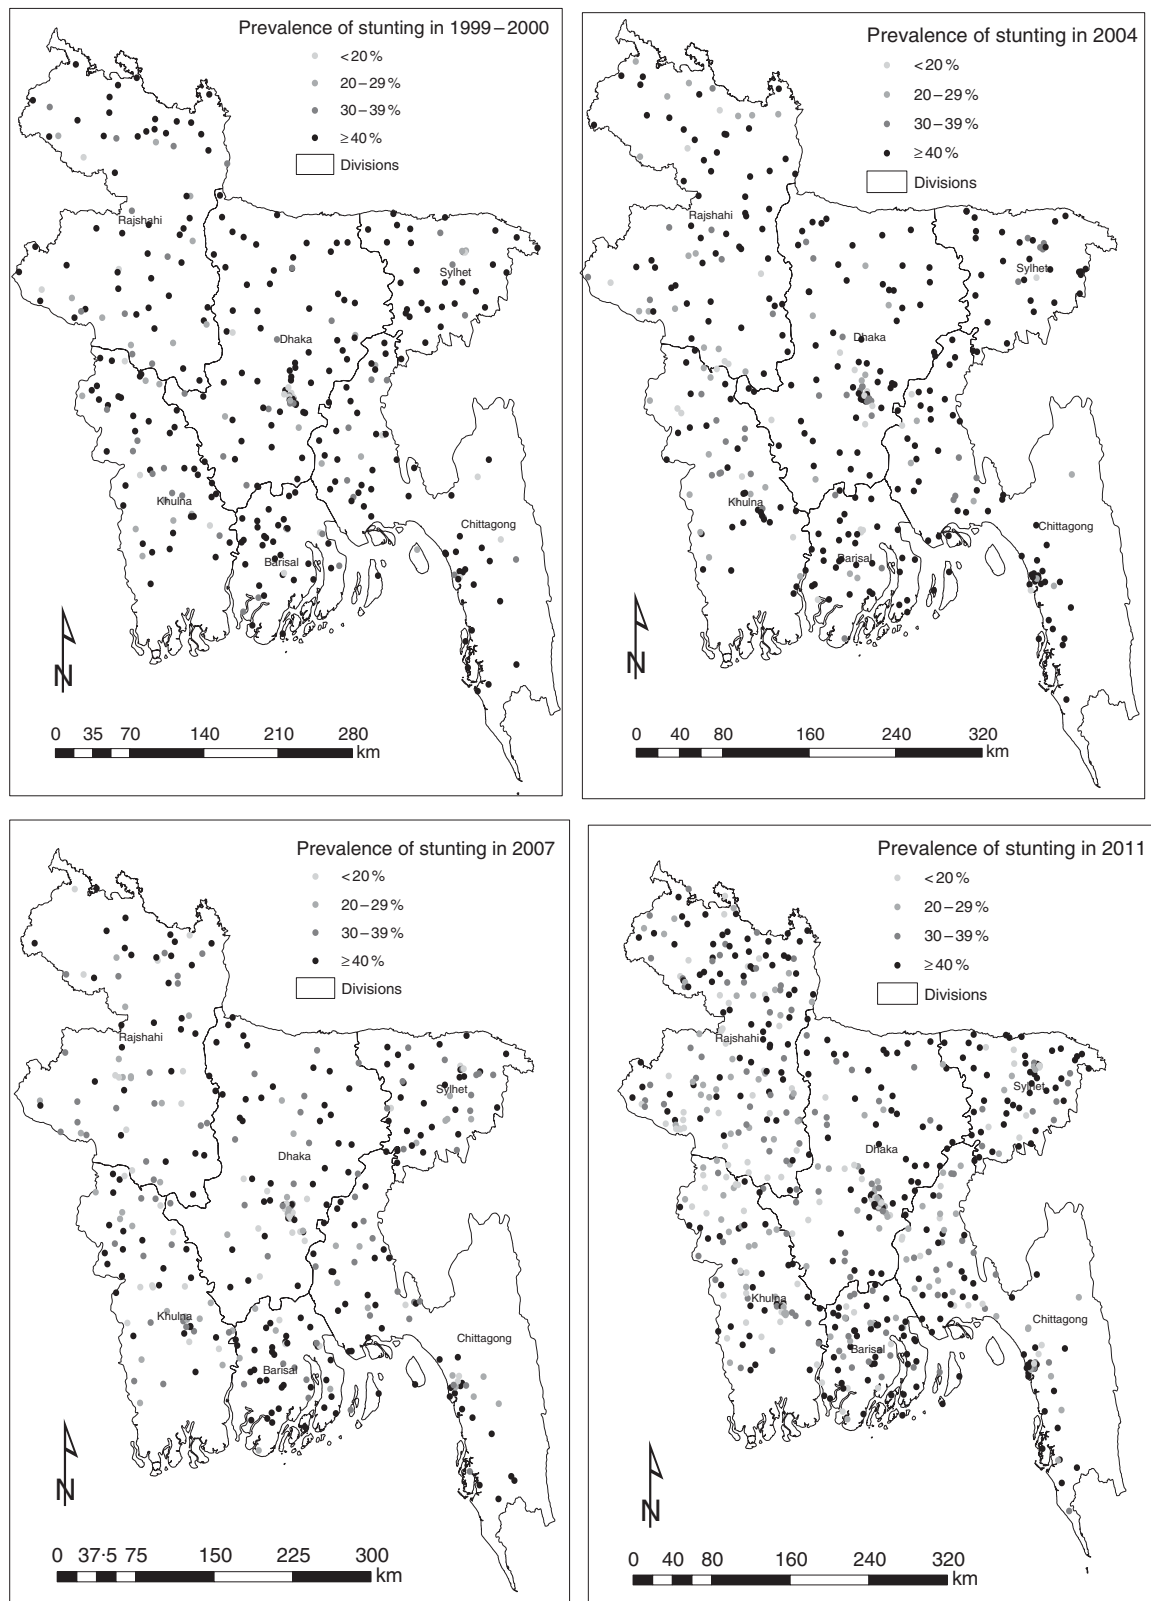 Prevalence of stunting in 1999–2000
<20 %
20–29 %
30–39 %
≥40 %
Divisions
Rajshahi
Sylhet
Dhaka
Khulna
Chittagong
Barisal
N
0 35 70 140 210 280
km
Prevalence of stunting in 2004
<20 %
20–29 %
30–39 %
≥40 %
Divisions
Rajshahi
Sylhet
Dhaka
Khulna
Chittagong
Barisal
N
0 40 80 160 240 320
km
Prevalence of stunting in 2007
<20 %
20–29 %
30–39 %
≥40 %
Divisions
Rajshahi
Sylhet
Dhaka
Khulna
Chittagong
Barisal
N
0 37·5 75 150 225 300
km
Prevalence of stunting in 2011
<20 %
20–29 %
30–39 %
≥40 %
Divisions
Rajshahi
Sylhet
Dhaka
Khulna
Chittagong
Barisal
N
0 40 80 160 240 320
km